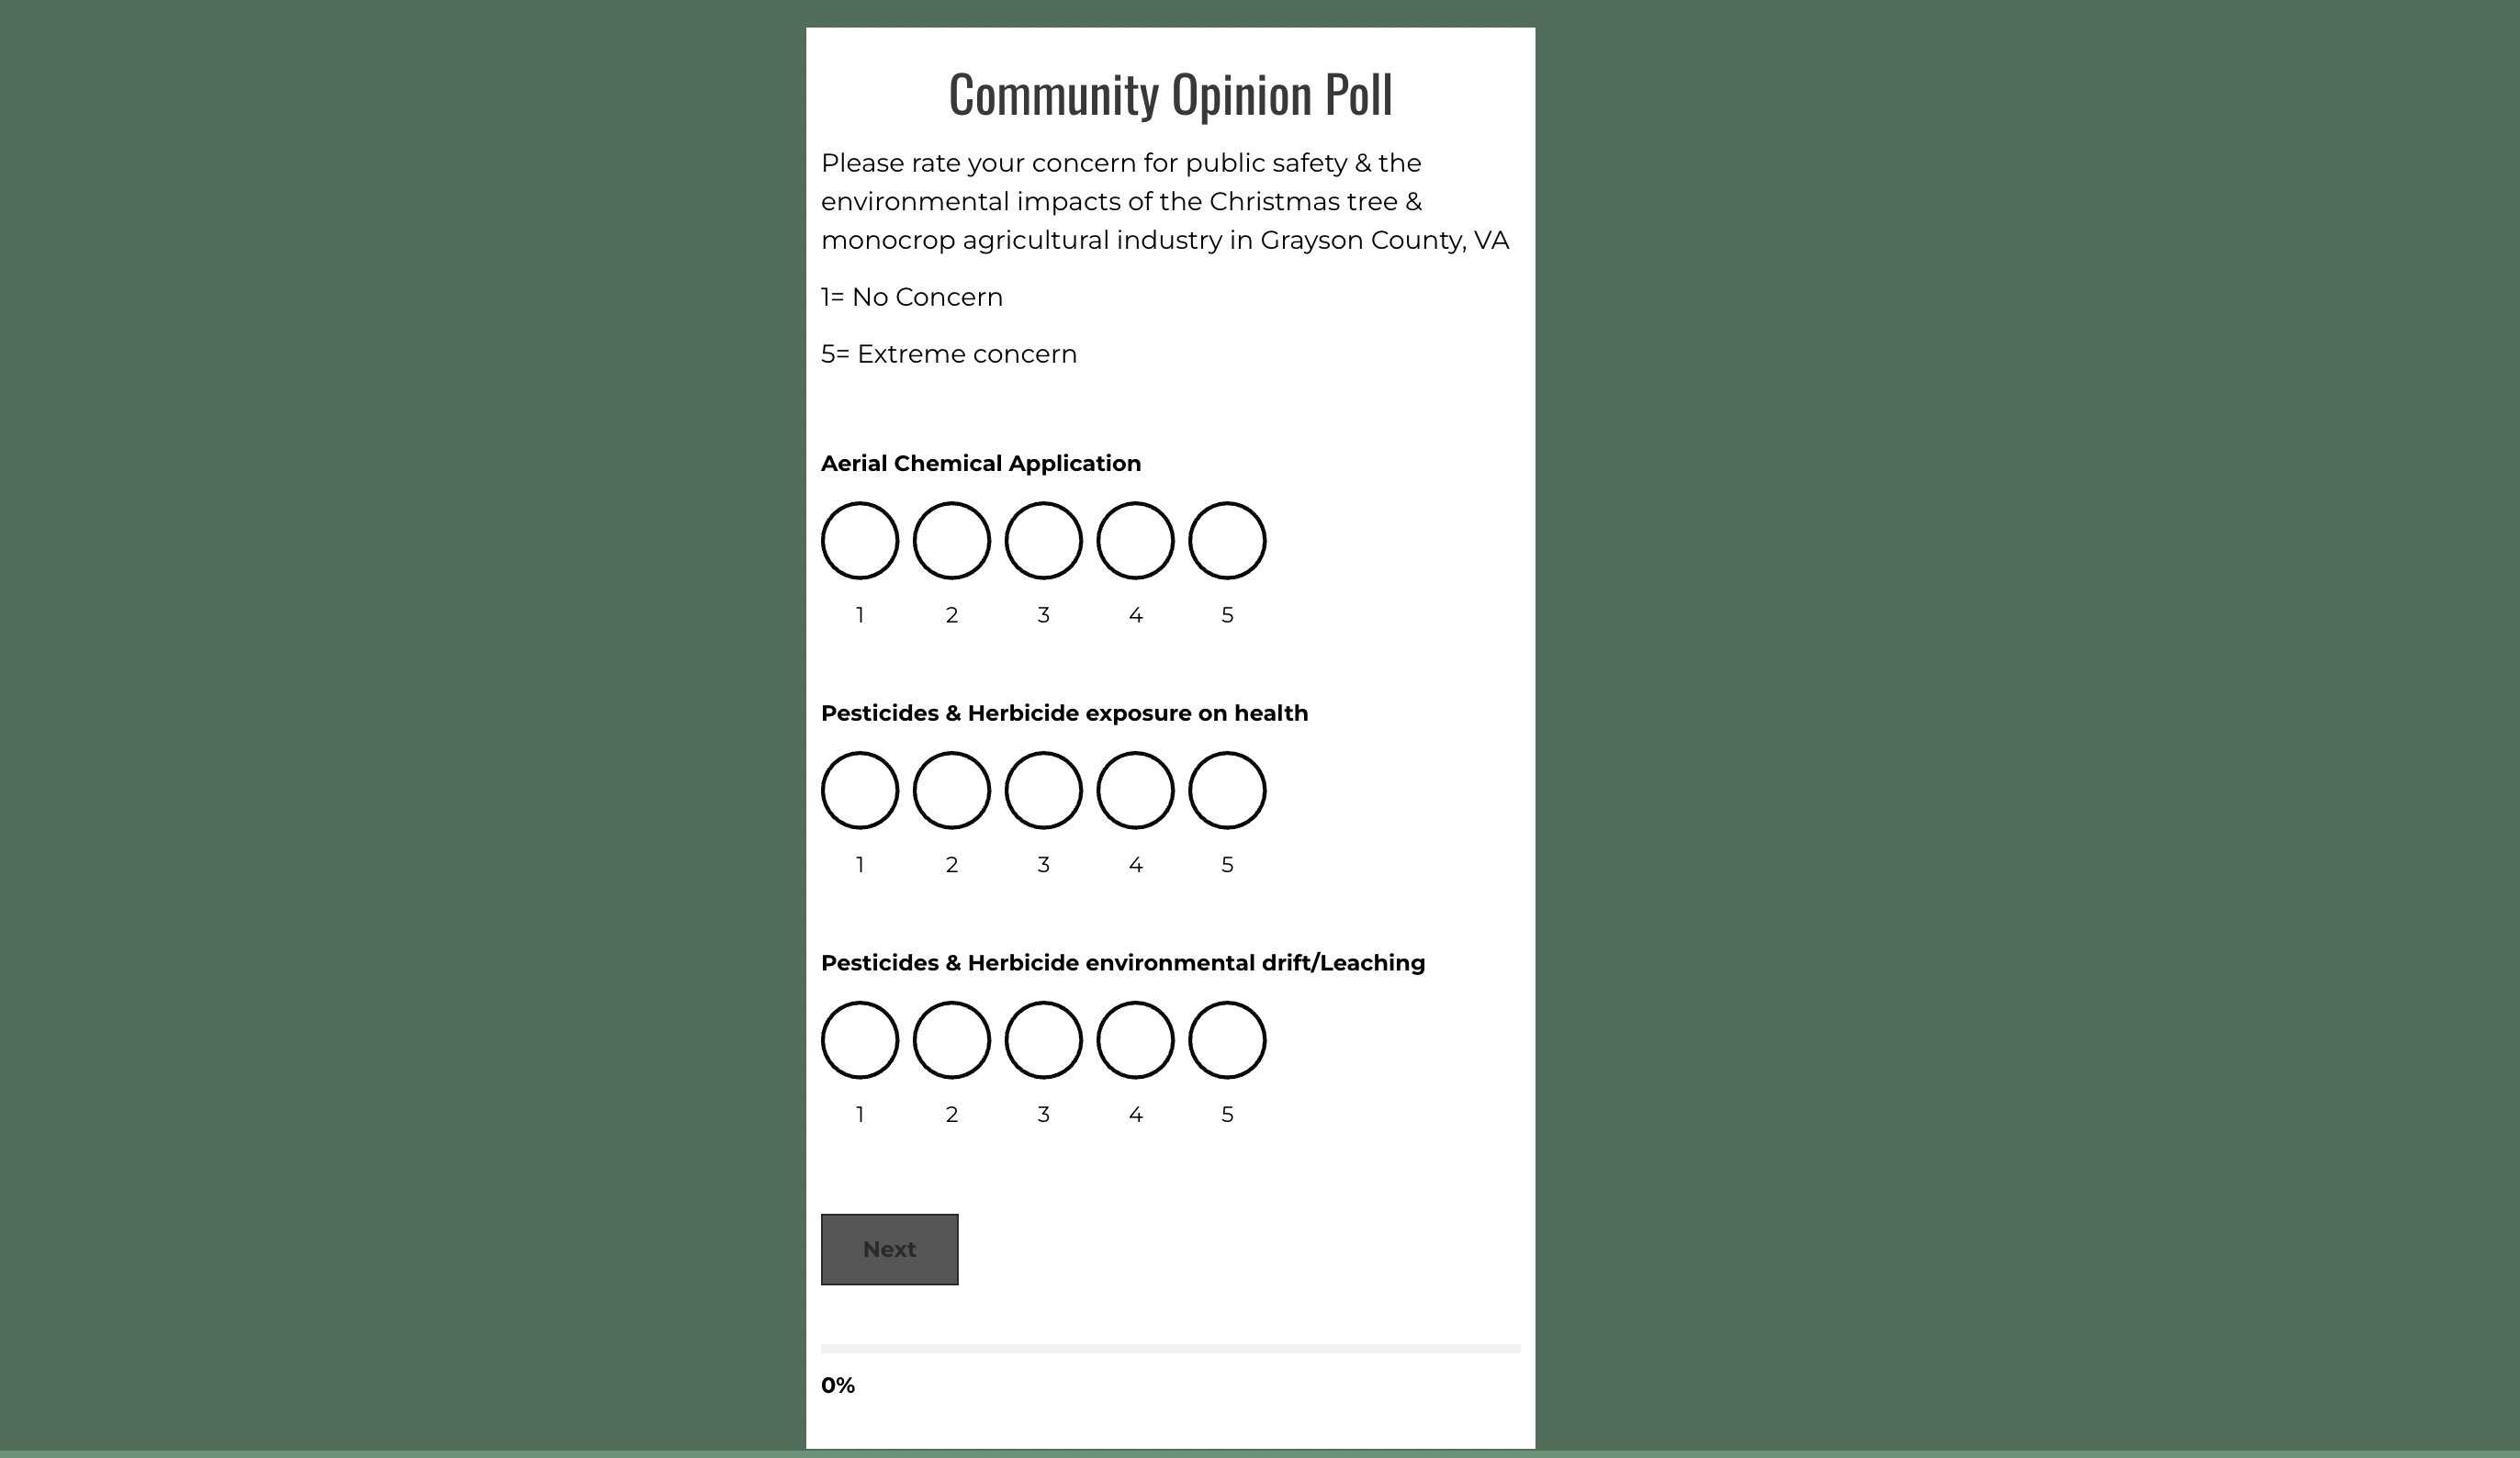 Community Opinion Poll
Please rate your concern for public safety & the
environmental impacts of the Christmas tree &
monocrop agricultural industry in Grayson County, VA
1= No Concern
5= Extreme concern
Aerial Chemical Application
1 2 3 4 5
Pesticides & Herbicide exposure on health
1 2 3 4 5
Pesticides & Herbicide environmental drift/Leaching
1 2 3 4 5
Next
0%